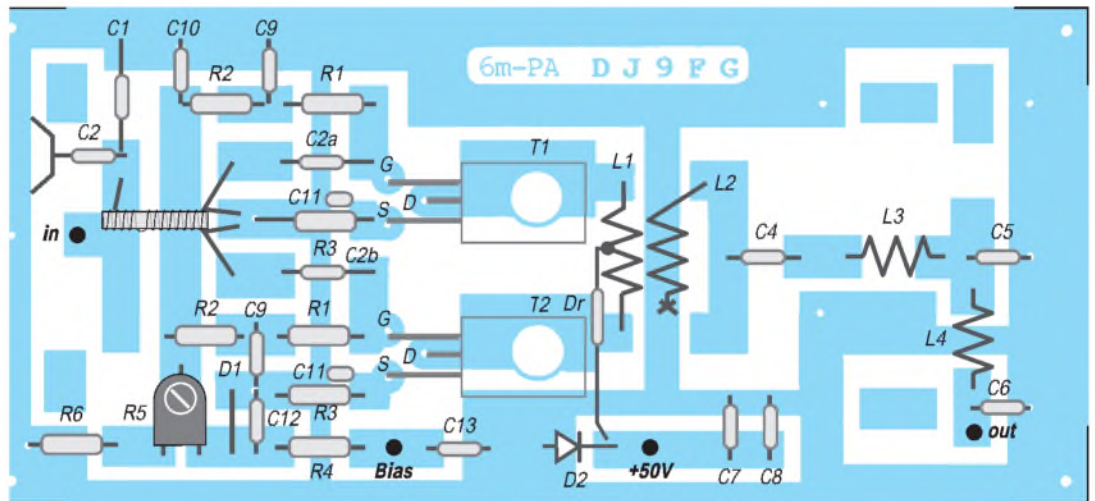 C1
C10
C9
6m-PA DJ9FG
R2
R1
C2
C2a
T1
L1
G
L2
C11
D
in
S
L3
C4
C5
R3
C2b
C9
R2
R1
T2
Dr
G
D
L4
D1
C11
S
R6
R5
C12
R3
C13
C6
out
R4
Bias
D2
+50V
C7
C8